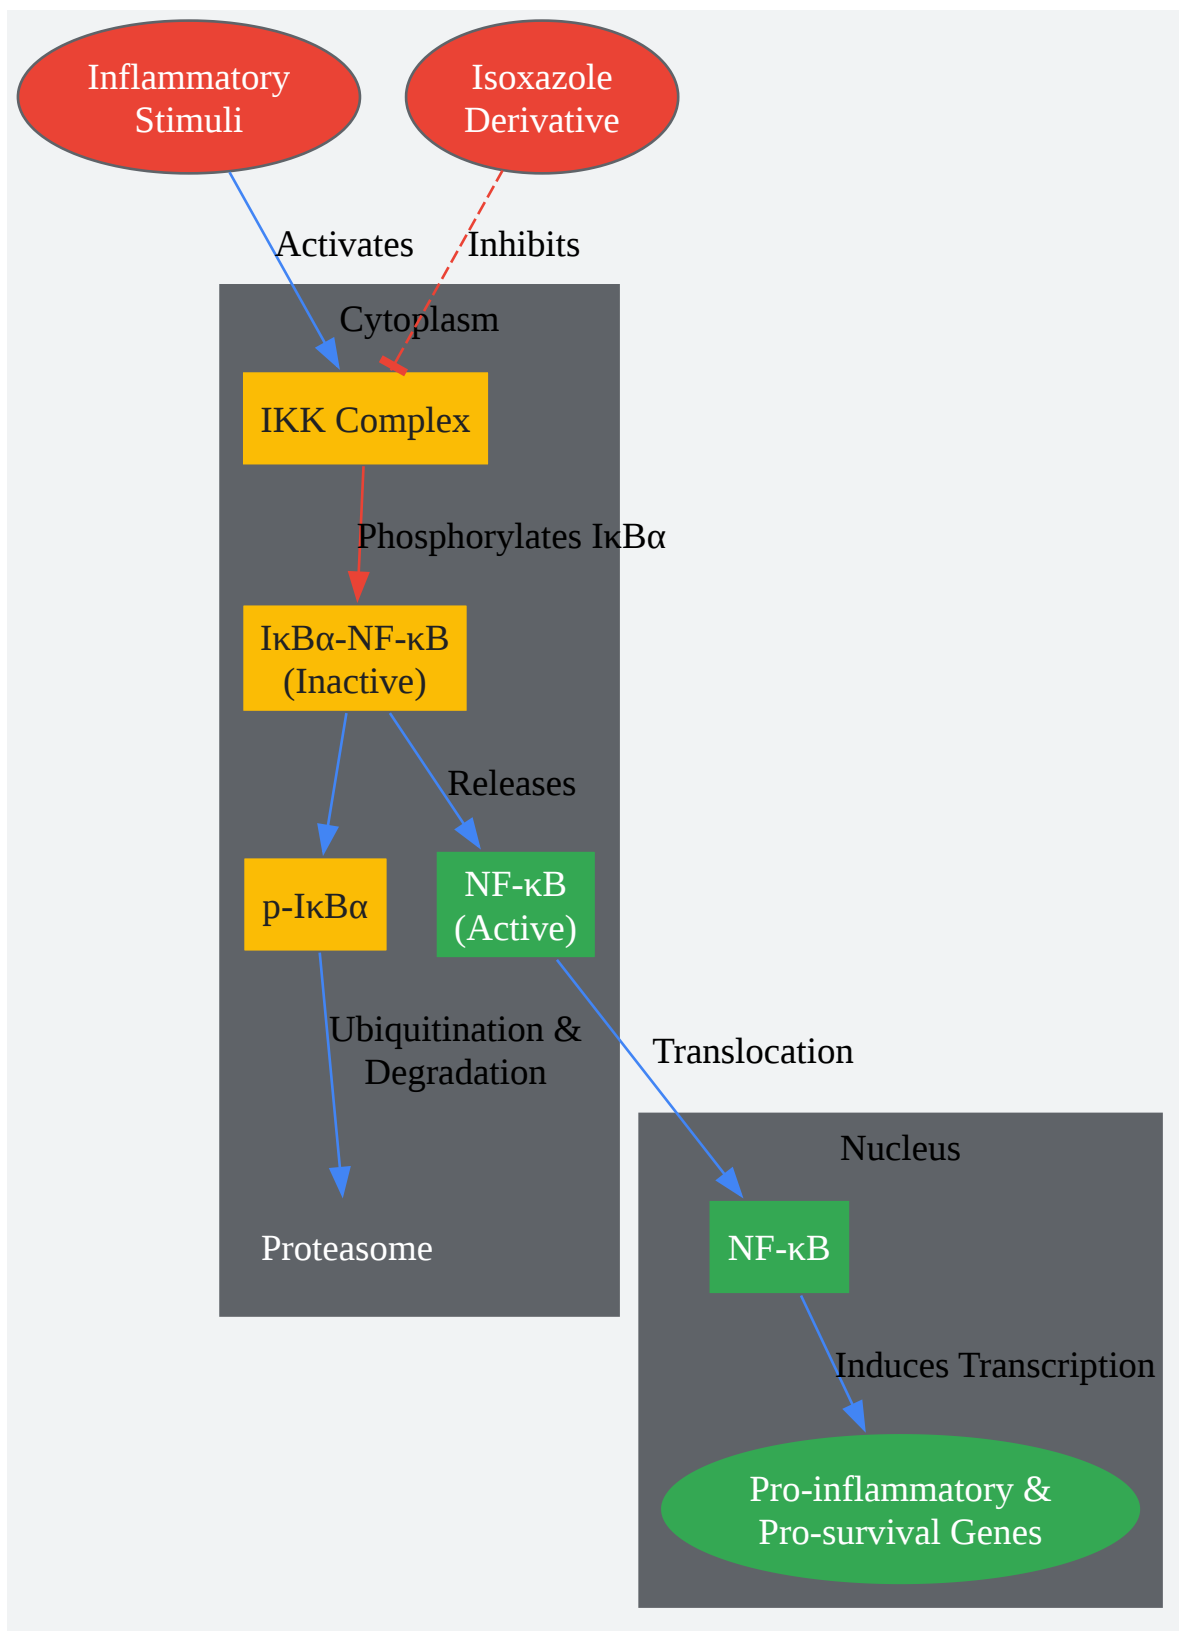 Inflammatory
Stimuli
Isoxazole
Derivative
Activates
Inhibits
Cytoplasm
IKK Complex
Phosphorylates IκBα
IκBα-NF-κB
(Inactive)
Releases
p-IκBα
NF-κB
(Active)
Ubiquitination &
Degradation
Translocation
Nucleus
Proteasome
NF-κB
Induces Transcription
Pro-inflammatory &
Pro-survival Genes